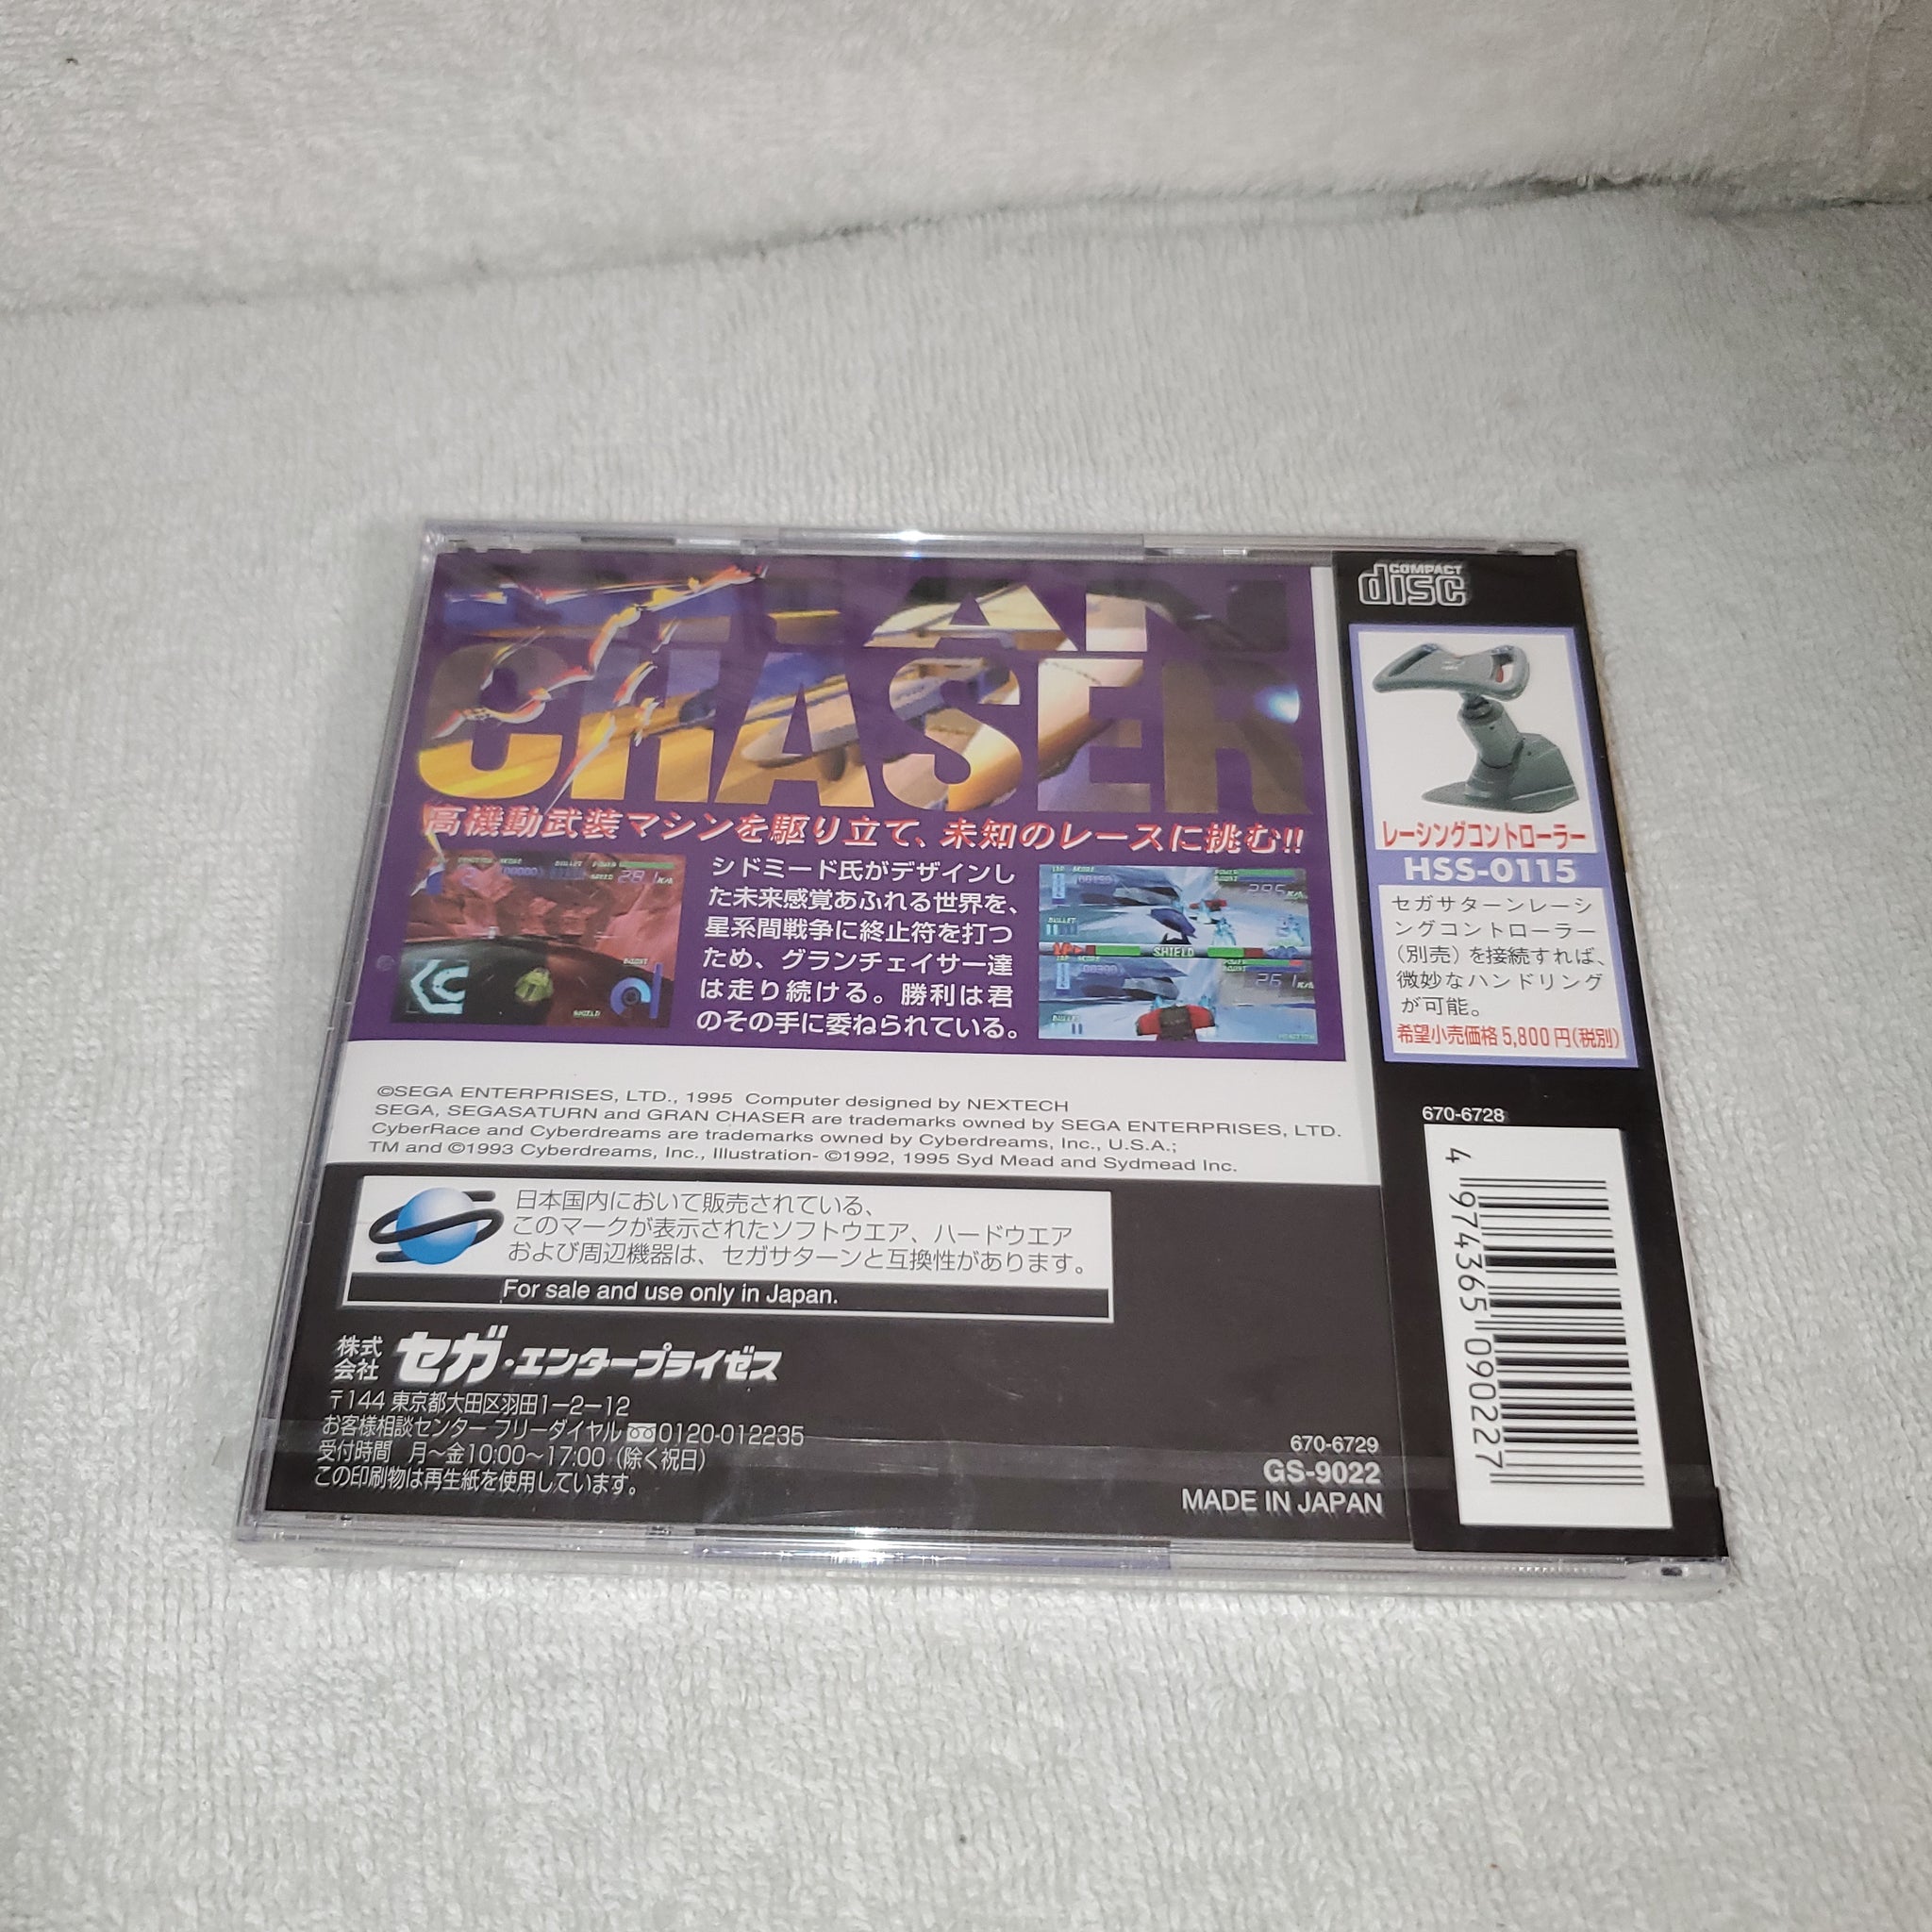 GRAN
CHASER
高機動武装マシンを駆り立て、未知のレースに挑む!!
シドミード氏がデザインし
た未来感覚あふれる世界を、
星系間戦争に終止符を打つ
ため、グランチェイサー達
は走り続ける。勝利は君
のその手に委ねられている。
281
BOOST
SHIELD
295
BULLET
SHIELD
261
BULLET
©SEGA ENTERPRISES, LTD., 1995 Computer designed by NEXTECH
SEGA, SEGASATURN and GRAN CHASER are trademarks owned by SEGA ENTERPRISES, LTD.
CyberRace and Cyberdreams are trademarks owned by Cyberdreams, Inc., U.S.A.;
TM and ©1993 Cyberdreams, Inc., Illustration- ©1992, 1995 Syd Mead and Sydmead Inc.
日本国内において販売されている、
このマークが表示されたソフトウエア、ハードウエア
および周辺機器は、セガサターンと互換性があります。
For sale and use only in Japan.
株式会社 セガ・エンタープライゼス
〒144 東京都大田区羽田1-2-12
お客様相談センター フリーダイヤル 0120-012235
受付時間 月〜金10:00〜17:00（除く祝日）
この印刷物は再生紙を使用しています。
670-6729
GS-9022
MADE IN JAPAN
COMPACT
disc
レーシングコントローラー
HSS-0115
セガサターンレーシ
ングコントローラー
（別売）を接続すれば、
微妙なハンドリング
が可能。
希望小売価格 5,800 円(税別)
670-6728
4 974365 090227